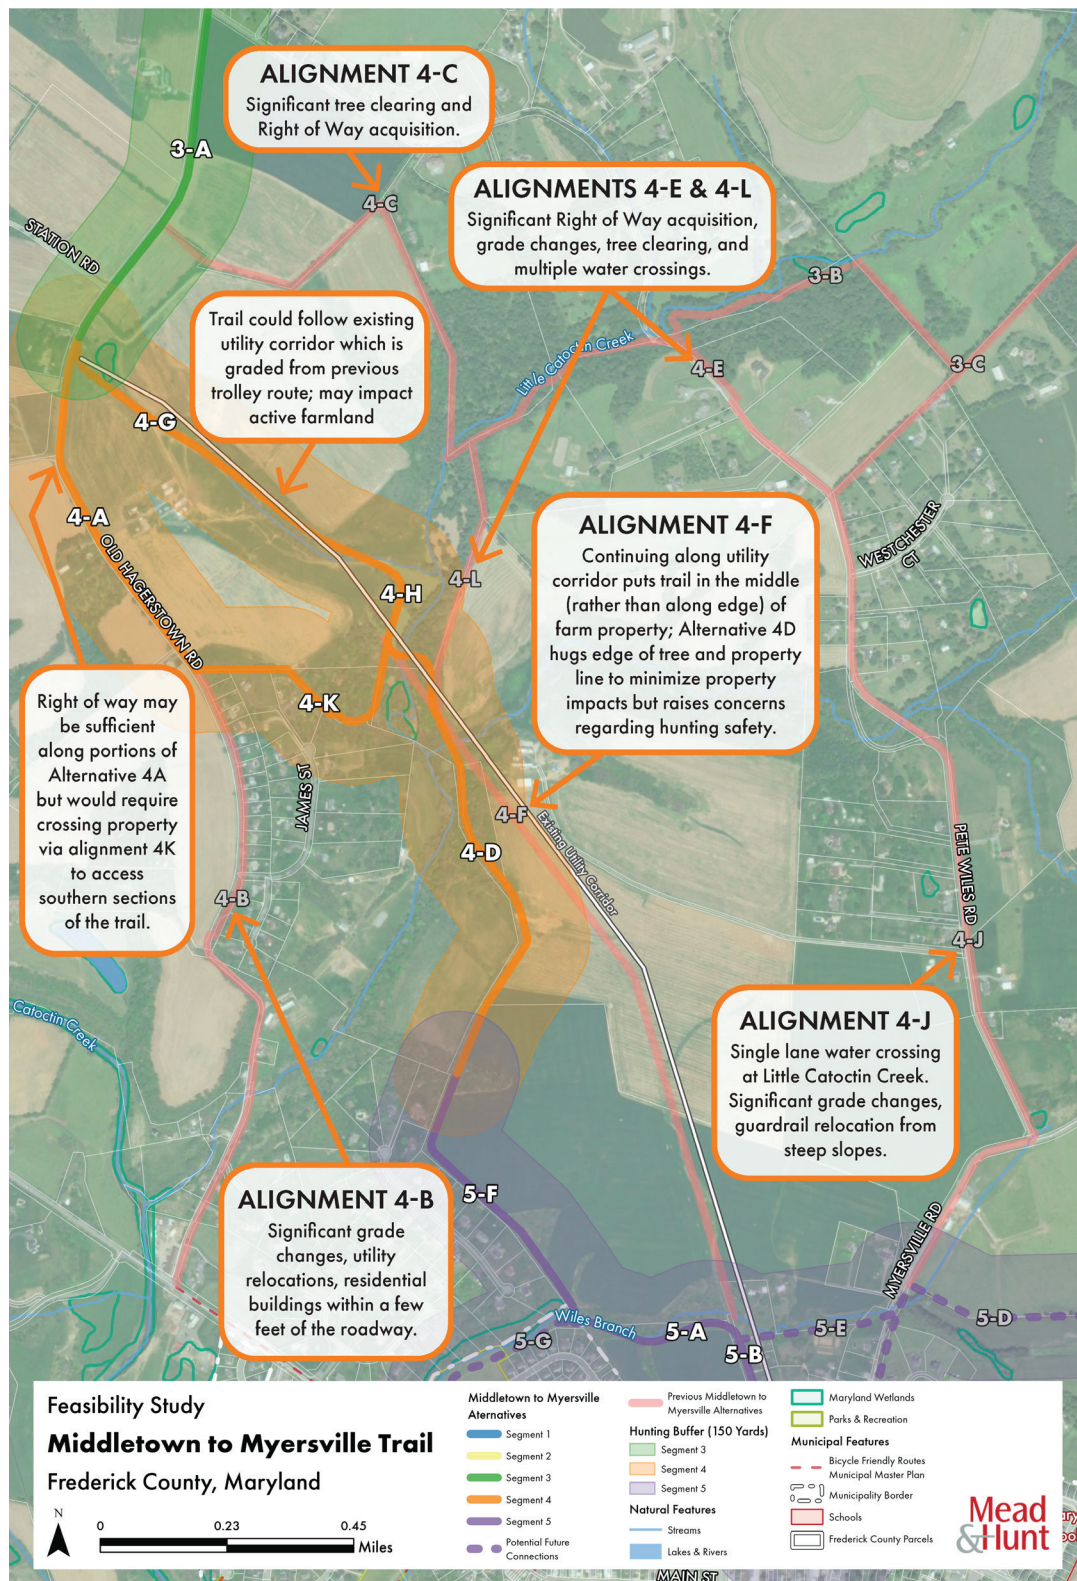 ALIGNMENT 4-C
Significant tree clearing and
Right of Way acquisition.
3-A
4-C
ALIGNMENTS 4-E & 4-L
Significant Right of Way acquisition,
grade changes, tree clearing, and
multiple water crossings.
STATION RD
3-B
Trail could follow existing
utility corridor which is
graded from previous
trolley route; may impact
active farmland
Little Catoctin Creek
4-E
3-C
4-G
4-A
OLD HAGERSTOWN RD
WESTCHESTER
CT
ALIGNMENT 4-F
Continuing along utility
corridor puts trail in the middle
(rather than along edge) of
farm property; Alternative 4D
hugs edge of tree and property
line to minimize property
impacts but raises concerns
regarding hunting safety.
4-L
4-H
4-K
Right of way may
be sufficient
along portions of
Alternative 4A
but would require
crossing property
via alignment 4K
to access
southern sections
of the trail.
JAMES ST
4-F
Existing Utility Corridor
4-D
PETE WILES RD
4-B
4-J
Catoctin Creek
ALIGNMENT 4-J
Single lane water crossing
at Little Catoctin Creek.
Significant grade changes,
guardrail relocation from
steep slopes.
ALIGNMENT 4-B
Significant grade
changes, utility
relocations, residential
buildings within a few
feet of the roadway.
5-F
MYERSVILLE RD
Wiles Branch
5-G
5-A
5-B
5-E
5-D
Feasibility Study
Middletown to Myersville Trail
Frederick County, Maryland
N
0 0.23 0.45
Miles
Middletown to Myersville
Aternatives
Segment 1
Segment 2
Segment 3
Segment 4
Segment 5
Potential Future
Connections
Previous Middletown to
Myersville Alternatives
Hunting Buffer (150 Yards)
Segment 3
Segment 4
Segment 5
Natural Features
Streams
Lakes & Rivers
Maryland Wetlands
Parks & Recreation
Municipal Features
Bicycle Friendly Routes
Municipal Master Plan
Municipality Border
Schools
Frederick County Parcels
Mead
&Hunt
MAIN ST